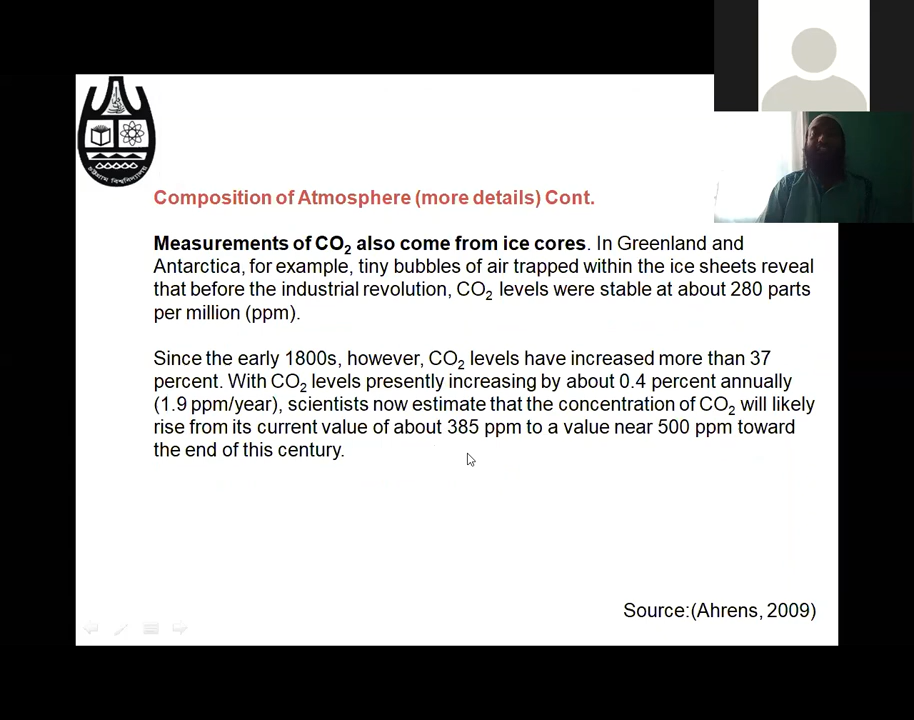 Composition of Atmosphere (more details) Cont.
Measurements of CO₂ also come from ice cores. In Greenland and
Antarctica, for example, tiny bubbles of air trapped within the ice sheets reveal
that before the industrial revolution, CO₂ levels were stable at about 280 parts
per million (ppm).
Since the early 1800s, however, CO₂ levels have increased more than 37
percent. With CO₂ levels presently increasing by about 0.4 percent annually
(1.9 ppm/year), scientists now estimate that the concentration of CO₂ will likely
rise from its current value of about 385 ppm to a value near 500 ppm toward
the end of this century.
Source:(Ahrens, 2009)